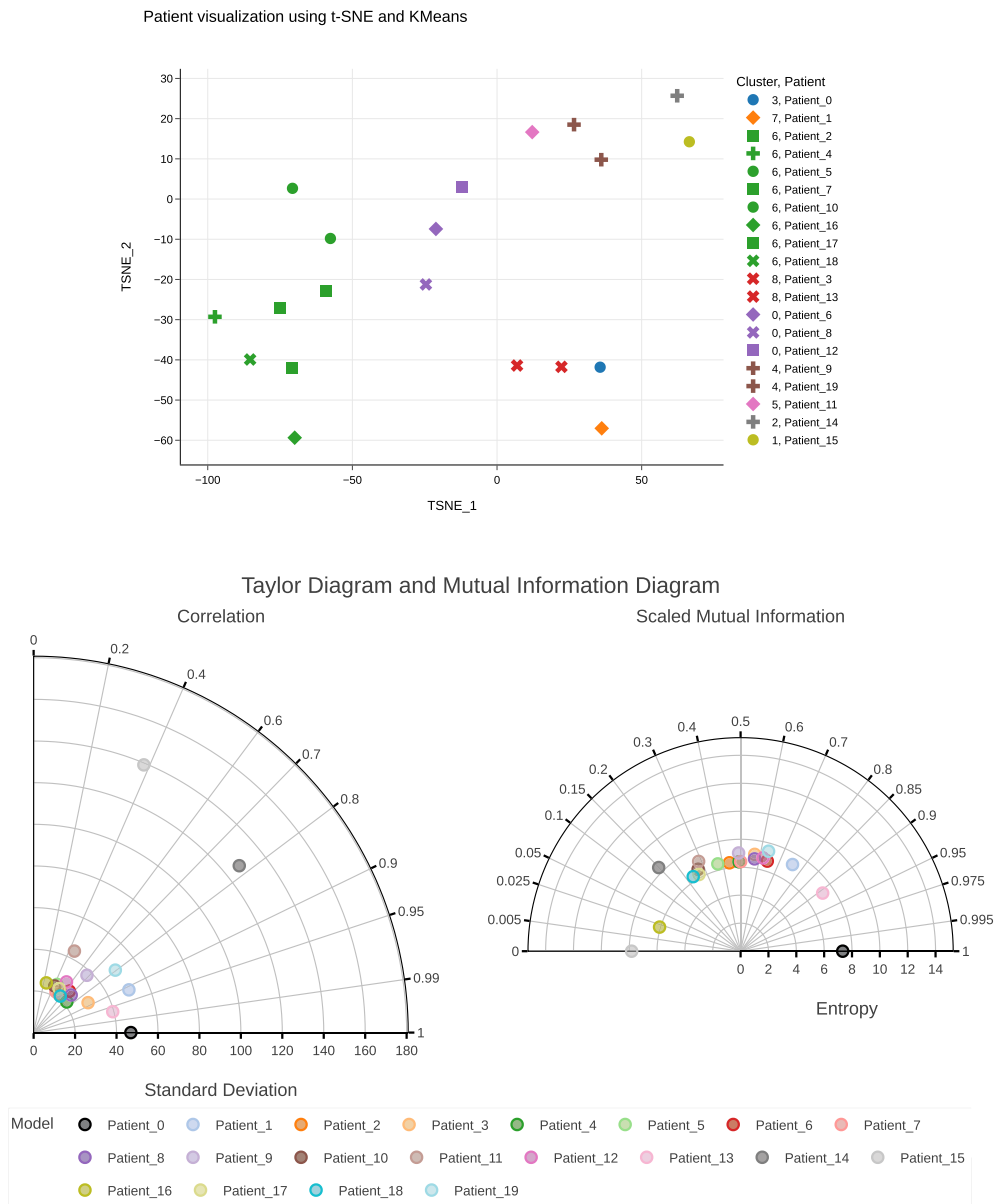 Patient visualization using t-SNE and KMeans
30
20
10
0
−10
−20
−30
−40
−50
−60
TSNE_2
−100
−50
0
50
TSNE_1
Cluster, Patient
3, Patient_0
7, Patient_1
6, Patient_2
6, Patient_4
6, Patient_5
6, Patient_7
6, Patient_10
6, Patient_16
6, Patient_17
6, Patient_18
8, Patient_3
8, Patient_13
0, Patient_6
0, Patient_8
0, Patient_12
4, Patient_9
4, Patient_19
5, Patient_11
2, Patient_14
1, Patient_15
Taylor Diagram and Mutual Information Diagram
Correlation
0
0.2
0.4
0.6
0.7
0.8
0.9
0.95
0.99
1
0 20 40 60 80 100 120 140 160 180
Standard Deviation
Scaled Mutual Information
0
0.005
0.025
0.05
0.1
0.15
0.2
0.3
0.4
0.5
0.6
0.7
0.8
0.85
0.9
0.95
0.975
0.995
1
0 2 4 6 8 10 12 14
Entropy
Model Patient_0 Patient_1 Patient_2 Patient_3 Patient_4 Patient_5 Patient_6 Patient_7
Patient_8 Patient_9 Patient_10 Patient_11 Patient_12 Patient_13 Patient_14 Patient_15
Patient_16 Patient_17 Patient_18 Patient_19